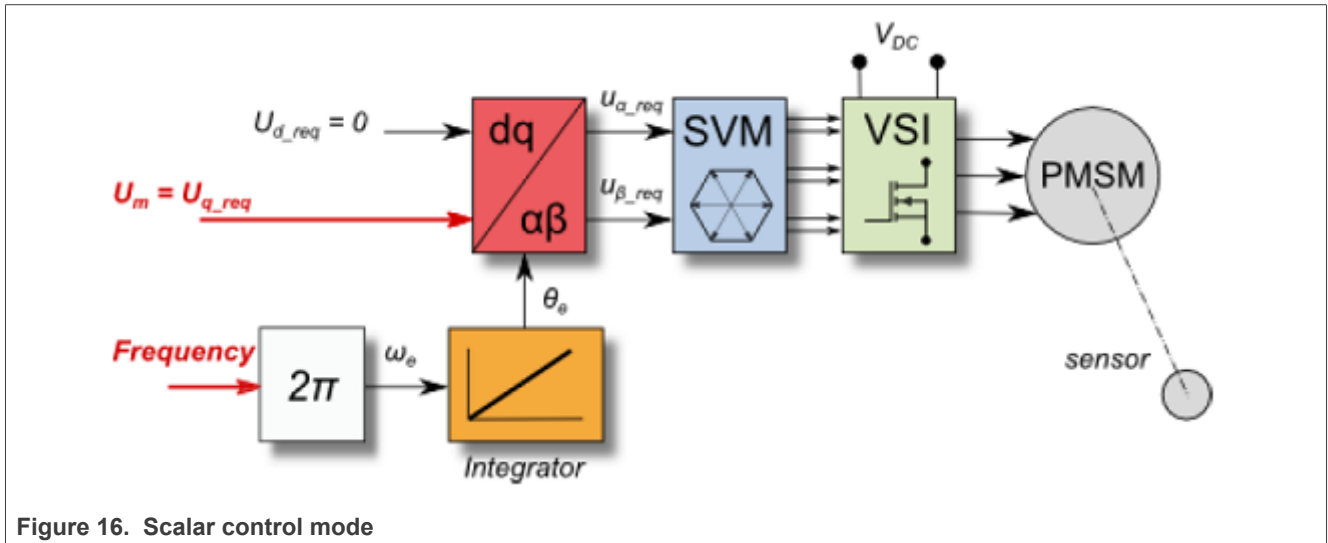 V_DC
U_d_req = 0
dq
αβ
u_α_req
u_β_req
SVM
VSI
PMSM
U_m = U_q_req
θ_e
Frequency
2π
ω_e
Integrator
sensor
Figure 16. Scalar control mode